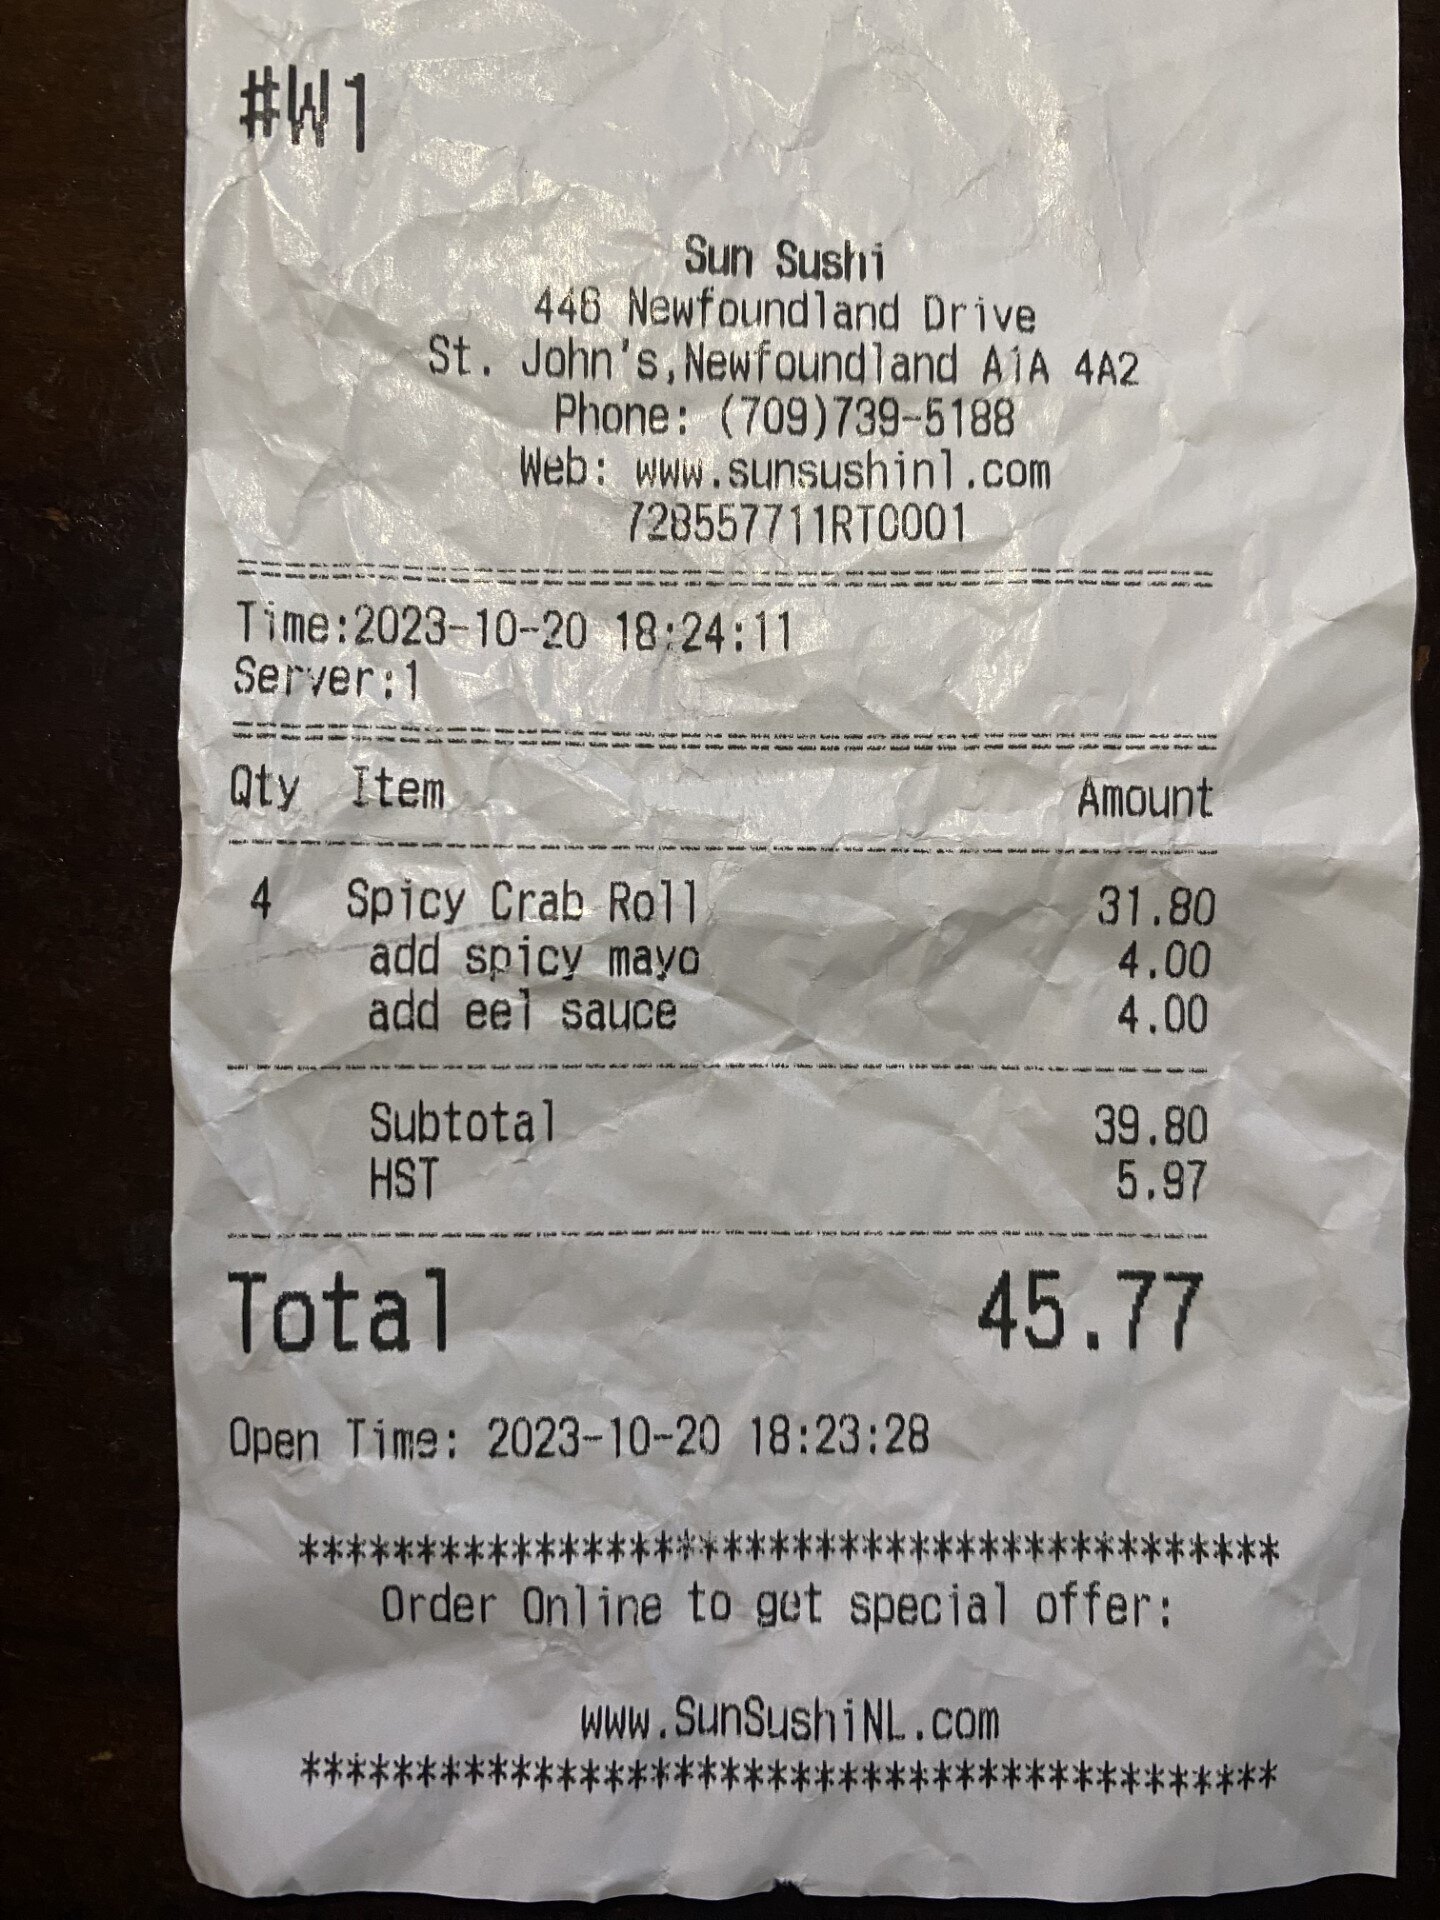 #W1
Sun Sushi
446 Newfoundland Drive
St. John's,Newfoundland A1A 4A2
Phone: (709)739-5188
Web: www.sunsushinl.com
728557711RT0001
Time:2023-10-20 18:24:11
Server:1
Qty Item Amount
4 Spicy Crab Roll 31.80
add spicy mayo 4.00
add eel sauce 4.00
Subtotal 39.80
HST 5.97
Total 45.77
Open Time: 2023-10-20 18:23:28
******************************************
Order Online to get special offer:
www.SunSushiNL.com
******************************************